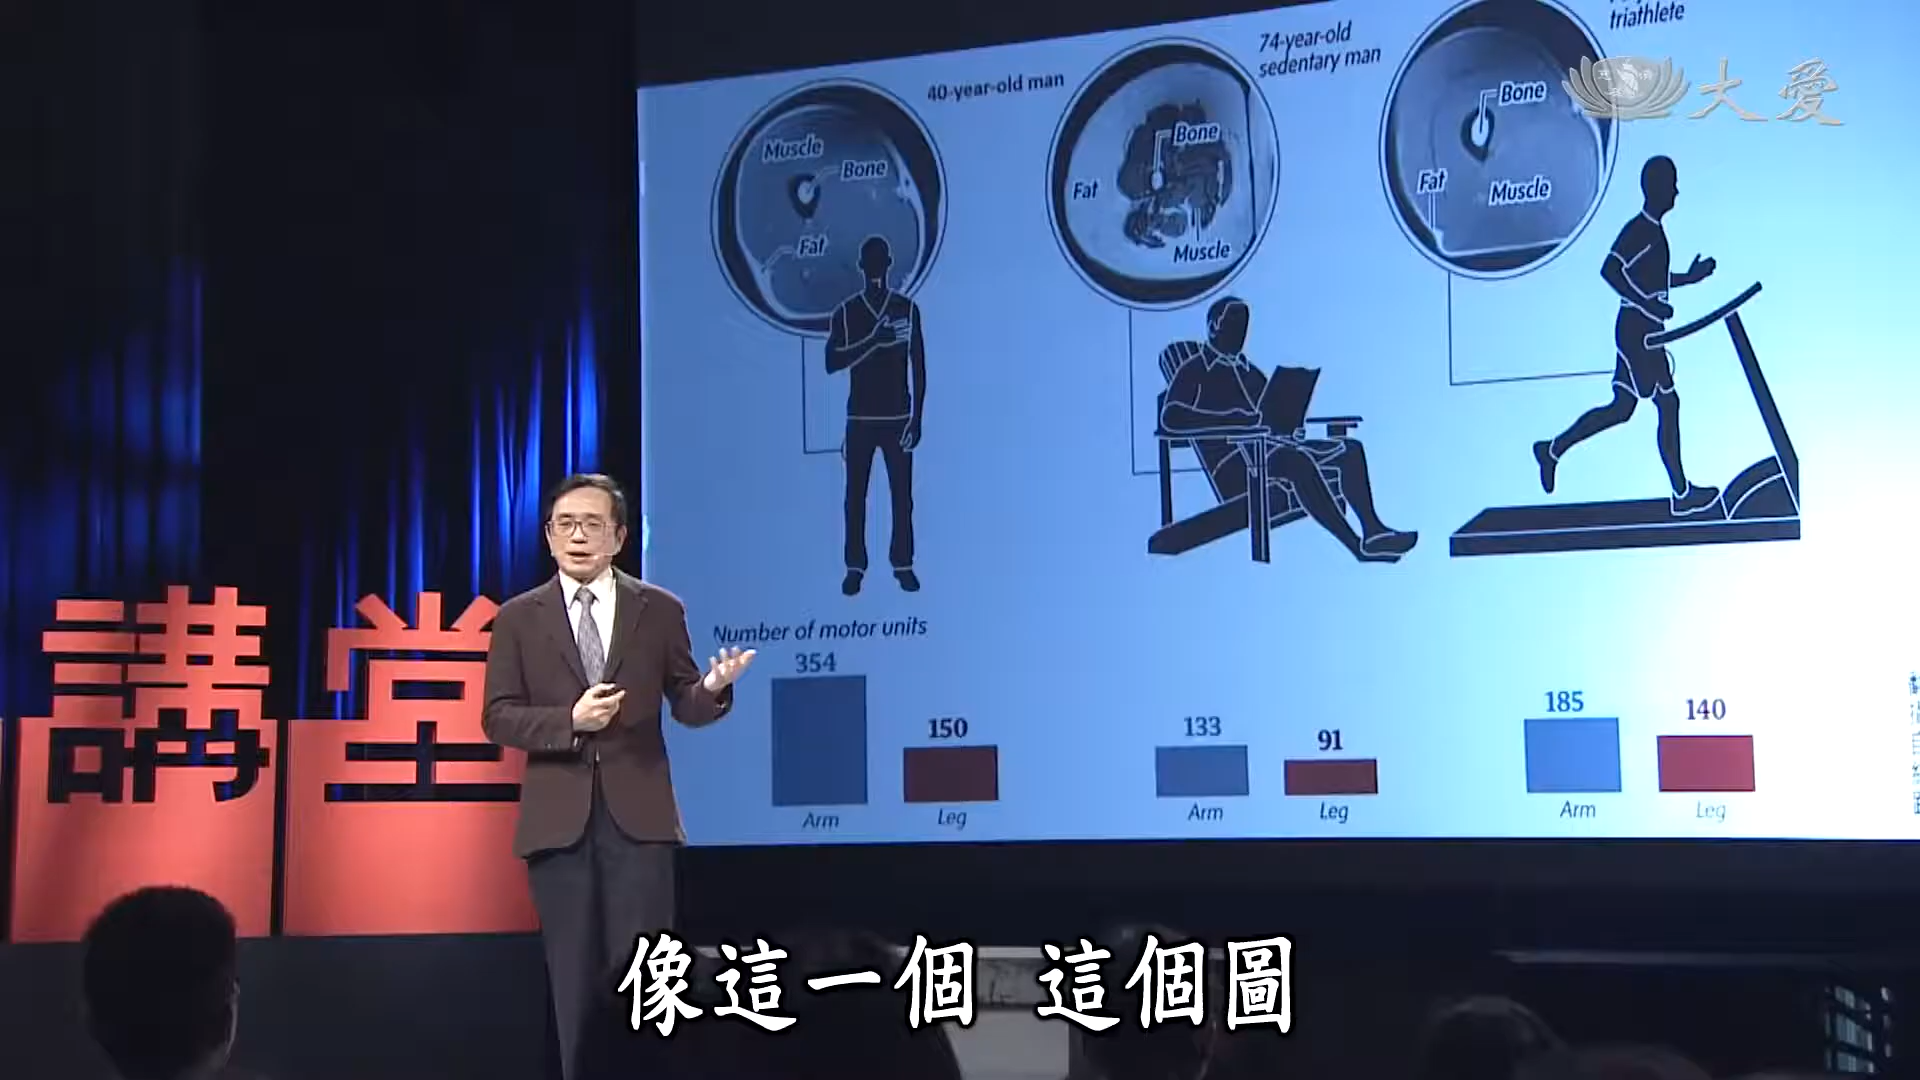 triathlete
74-year-old
sedentary man
40-year-old man
大愛
Muscle
Bone
Fat
Bone
Fat
Muscle
Bone
Fat
Muscle
Number of motor units
354
150
Arm
Leg
133
91
Arm
Leg
185
140
Arm
Leg
講堂
像這一個 這個圖